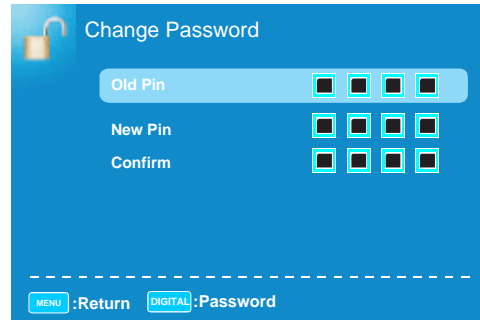 Change Password
Old Pin
New Pin
Confirm
MENU :Return DIGITAL :Password